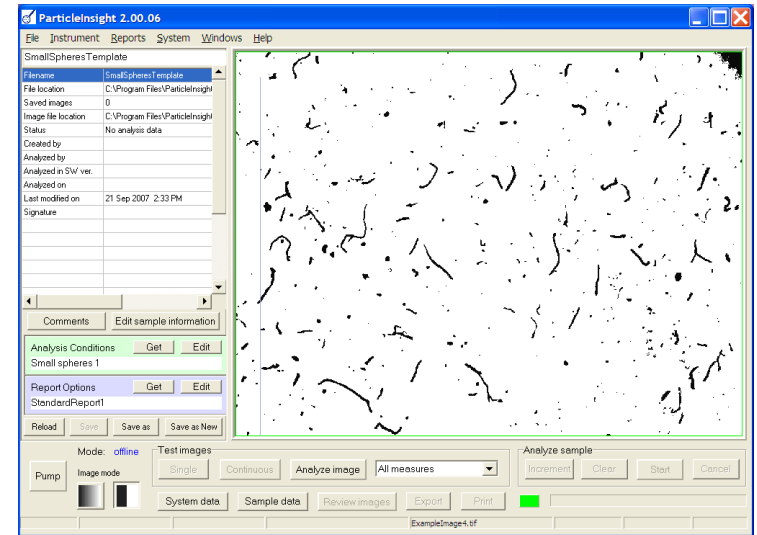 ParticleInsight 2.00.06
File Instrument Reports System Windows Help
SmallSpheresTemplate
Filename SmallSpheresTemplate
File location C:\Program Files\ParticleInsight
Saved images 0
Image file location C:\Program Files\ParticleInsight
Status No analysis data
Created by
Analyzed by
Analyzed in SW ver.
Analyzed on
Last modified on 21 Sep 2007 2:33 PM
Signature
Comments Edit sample information
Analysis Conditions Get Edit
Small spheres 1
Report Options Get Edit
StandardReport1
Reload Save Save as Save as New
Mode: offline
Pump
Image mode
Test images
Single Continuous Analyze image All measures
Analyze sample
Increment Clear Start Cancel
System data Sample data Review images Export Print
ExampleImage4.tif